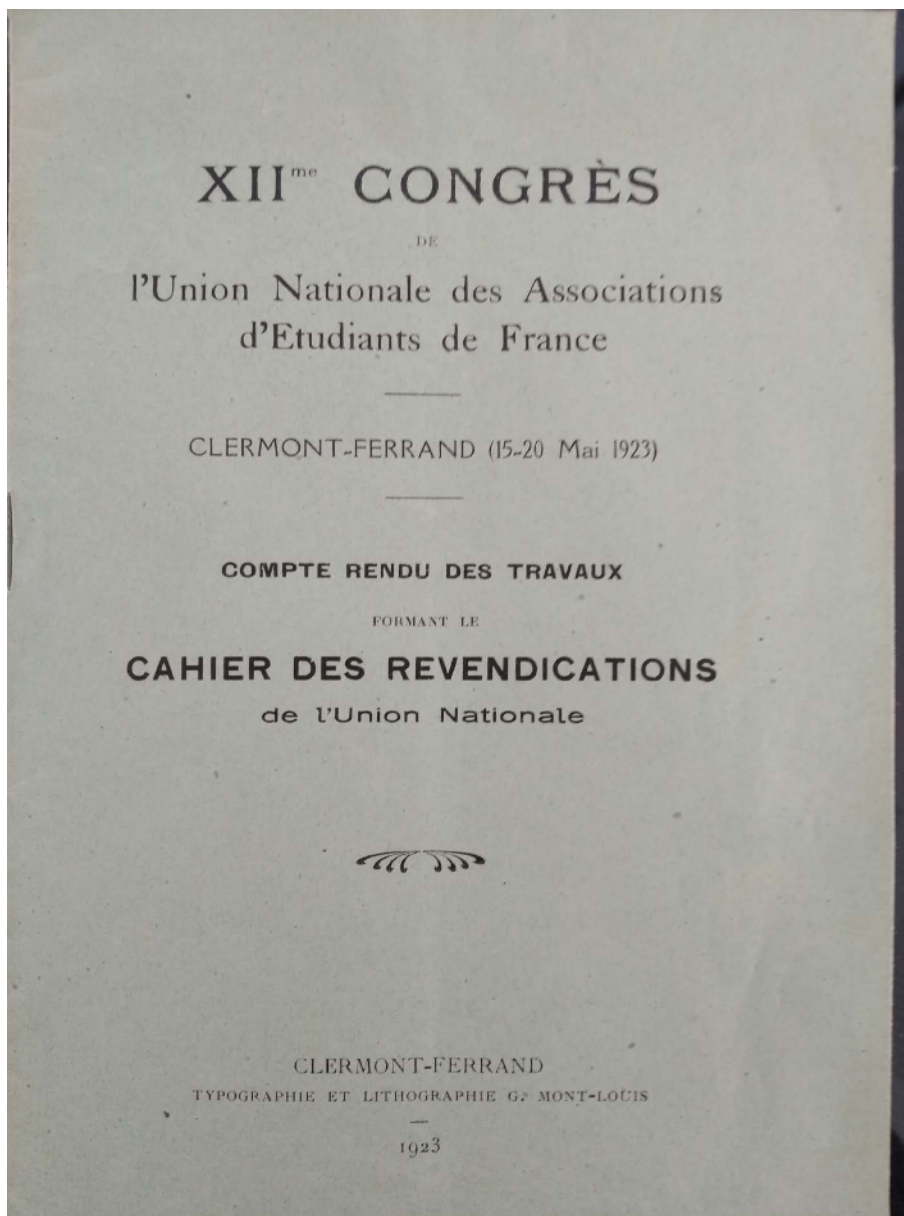 XIIme CONGRÈS
DE
l'Union Nationale des Associations
d'Etudiants de France
CLERMONT-FERRAND (15-20 Mai 1923)
COMPTE RENDU DES TRAVAUX
FORMANT LE
CAHIER DES REVENDICATIONS
de l'Union Nationale
CLERMONT-FERRAND
TYPOGRAPHIE ET LITHOGRAPHIE G. MONT-LOUIS
1923